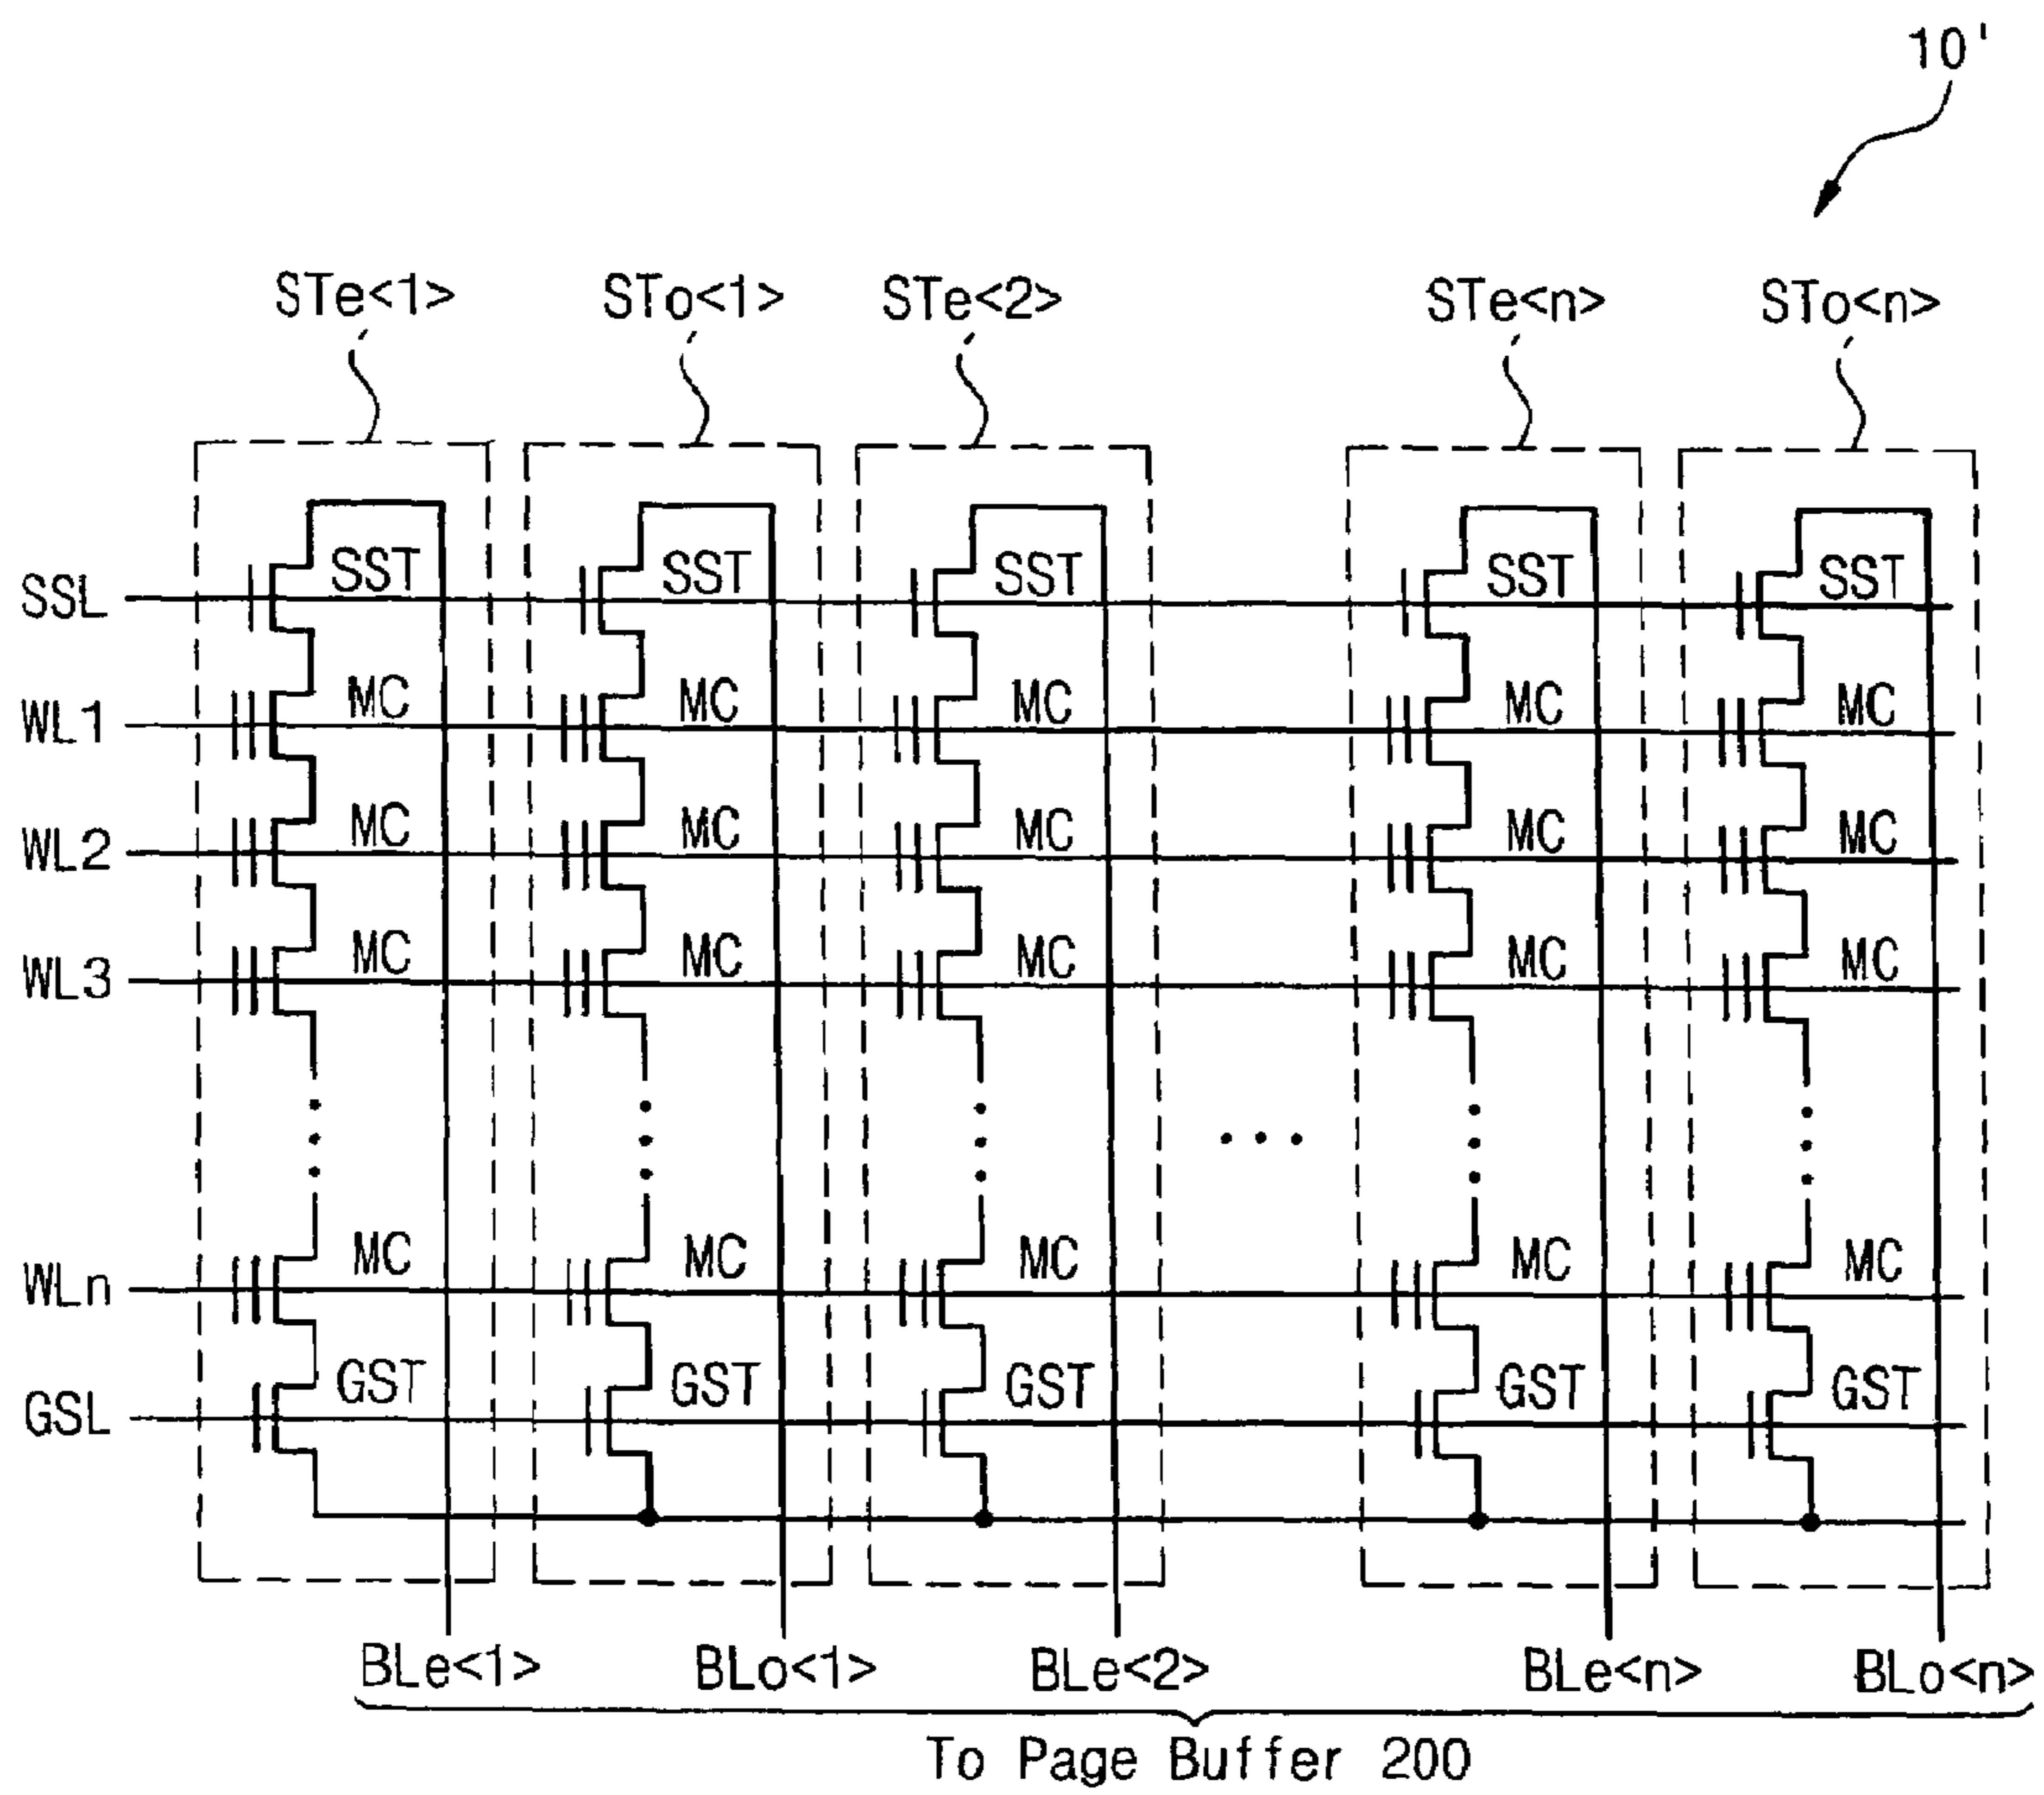 10'
STe<1> STo<1> STe<2> STe<n> STo<n>
SSL SST SST SST SST SST
WL1 MC MC MC MC MC
WL2 MC MC MC MC MC
WL3 MC MC MC MC MC
WLn MC MC MC MC MC
GSL GST GST GST GST GST
BLe<1> BLo<1> BLe<2> BLe<n> BLo<n>
To Page Buffer 200